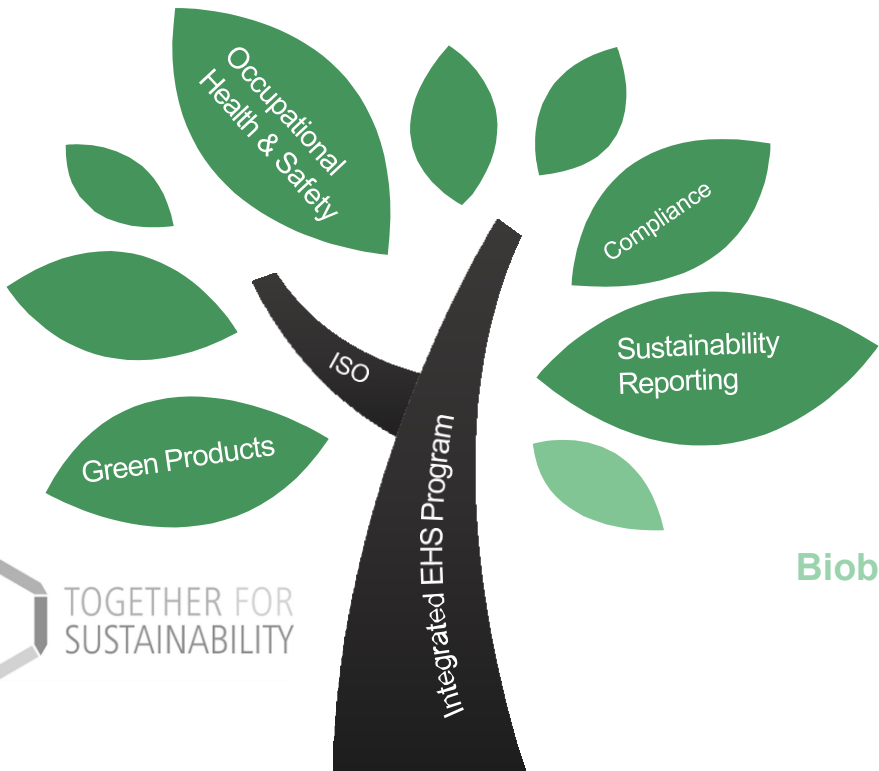 Occupational
Health & Safety
Compliance
Sustainability
Reporting
ISO
Green Products
Integrated EHS Program
Biob
TOGETHER FOR
SUSTAINABILITY